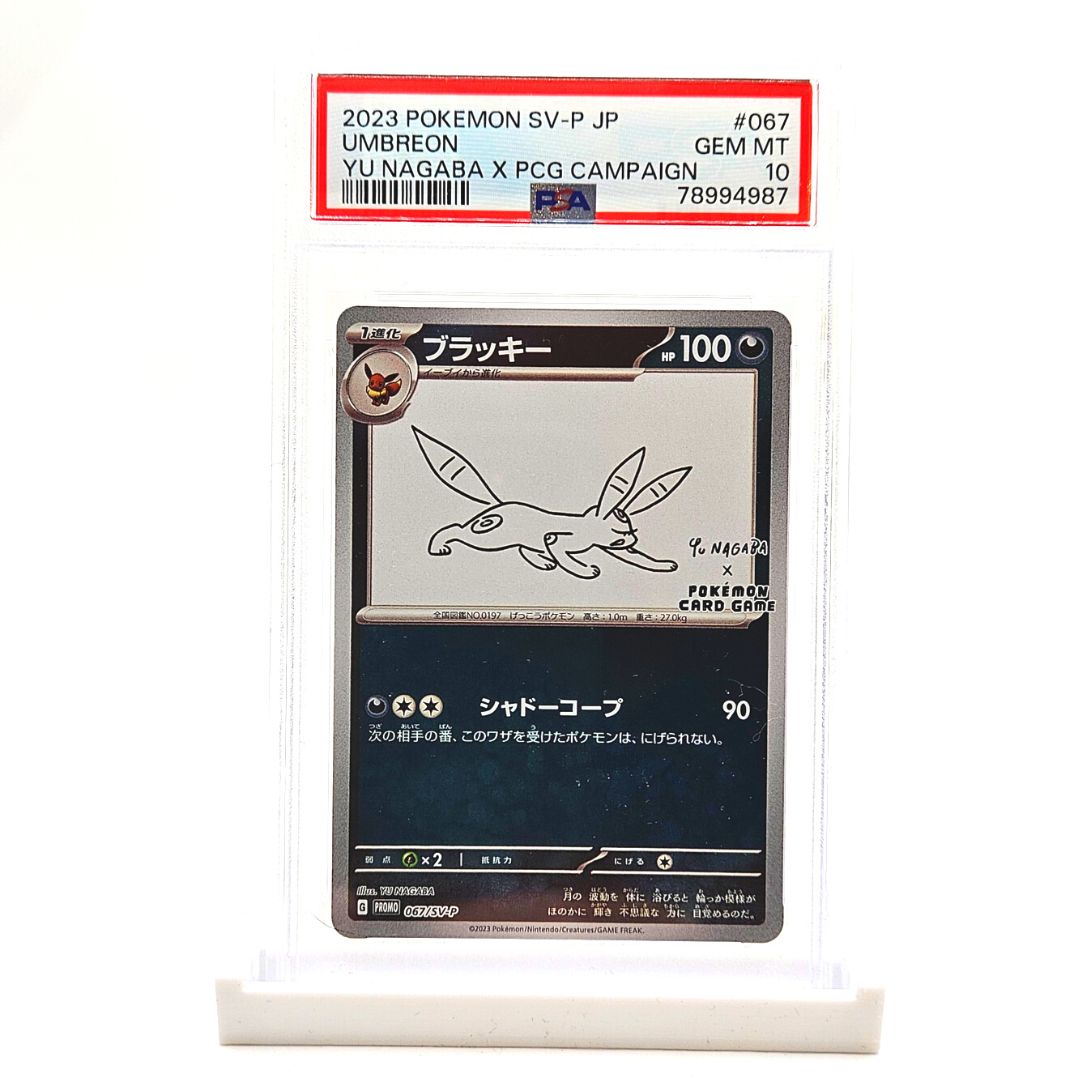 2023 POKEMON SV-P JP #067
UMBREON GEM MT
YU NAGABA X PCG CAMPAIGN 10
PSA 78994987
1進化 ブラッキー HP 100
イーブイから進化
Yu NAGABA
X
POKÉMON
CARD GAME
全国図鑑NO.0197 げっこうポケモン 高さ:1.0m 重さ:27.0kg
シャドーコープ 90
次の相手の番、このワザを受けたポケモンは、にげられない。
弱点 ×2 抵抗力 にげる
illus. YU NAGABA
月の波動を体に浴びると輪っか模様が
ほのかに輝き不思議な力に目覚めるのだ。
G PROMO 067/SV-P
©2023 Pokémon/Nintendo/Creatures/GAME FREAK.